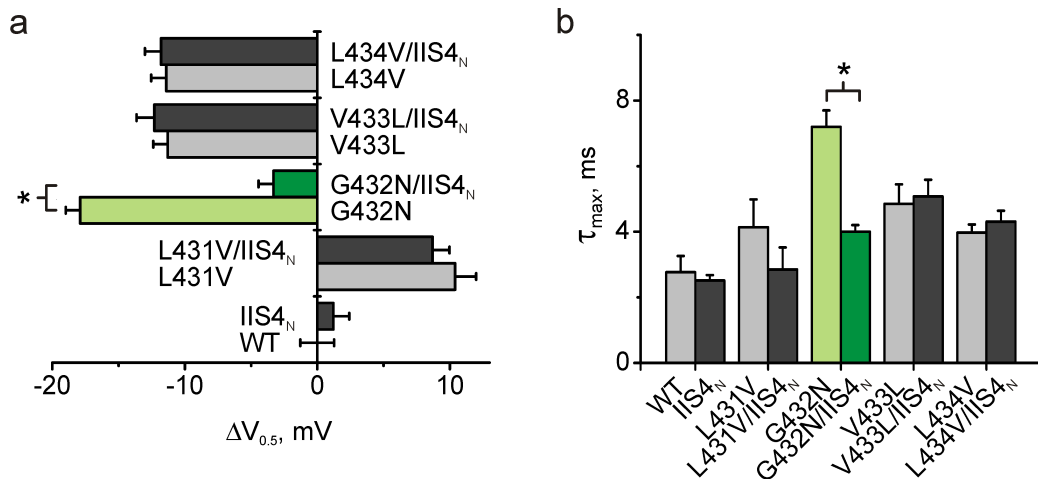 a
L434V/IIS4N
L434V
V433L/IIS4N
V433L
G432N/IIS4N
*
G432N
L431V/IIS4N
L431V
IIS4N
WT
-20 -10 0 10
ΔV0.5, mV
b
*
8
4
0
τmax, ms
WT
IIS4N
L431V
L431V/IIS4N
G432N
G432N/IIS4N
V433L
V433L/IIS4N
L434V
L434V/IIS4N